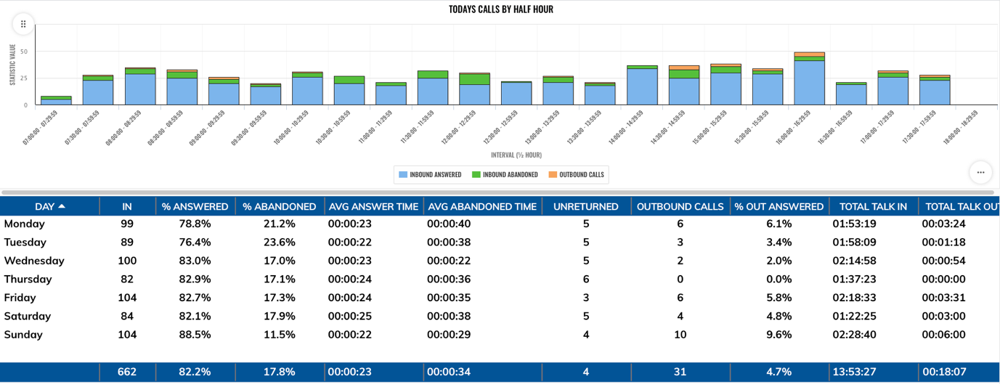 TODAYS CALLS BY HALF HOUR
STATISTIC VALUE
50
25
0
07:00:00 - 07:29:59
07:30:00 - 07:59:59
08:00:00 - 08:29:59
08:30:00 - 08:59:59
09:00:00 - 09:29:59
09:30:00 - 09:59:59
10:00:00 - 10:29:59
10:30:00 - 10:59:59
11:00:00 - 11:29:59
11:30:00 - 11:59:59
12:00:00 - 12:29:59
12:30:00 - 12:59:59
13:00:00 - 13:29:59
13:30:00 - 13:59:59
14:00:00 - 14:29:59
14:30:00 - 14:59:59
15:00:00 - 15:29:59
15:30:00 - 15:59:59
16:00:00 - 16:29:59
16:30:00 - 16:59:59
17:00:00 - 17:29:59
17:30:00 - 17:59:59
18:00:00 - 18:29:59
INTERVAL (½ HOUR)
INBOUND ANSWERED INBOUND ABANDONED OUTBOUND CALLS
DAY IN % ANSWERED % ABANDONED AVG ANSWER TIME AVG ABANDONED TIME UNRETURNED OUTBOUND CALLS % OUT ANSWERED TOTAL TALK IN TOTAL TALK OUT
Monday 99 78.8% 21.2% 00:00:23 00:00:40 5 6 6.1% 01:53:19 00:03:24
Tuesday 89 76.4% 23.6% 00:00:22 00:00:38 5 3 3.4% 01:58:09 00:01:18
Wednesday 100 83.0% 17.0% 00:00:23 00:00:22 5 2 2.0% 02:14:58 00:00:54
Thursday 82 82.9% 17.1% 00:00:24 00:00:36 6 0 0.0% 01:37:23 00:00:00
Friday 104 82.7% 17.3% 00:00:24 00:00:35 3 6 5.8% 02:18:33 00:03:31
Saturday 84 82.1% 17.9% 00:00:25 00:00:38 5 4 4.8% 01:22:25 00:03:00
Sunday 104 88.5% 11.5% 00:00:22 00:00:29 4 10 9.6% 02:28:40 00:06:00
662 82.2% 17.8% 00:00:23 00:00:34 4 31 4.7% 13:53:27 00:18:07